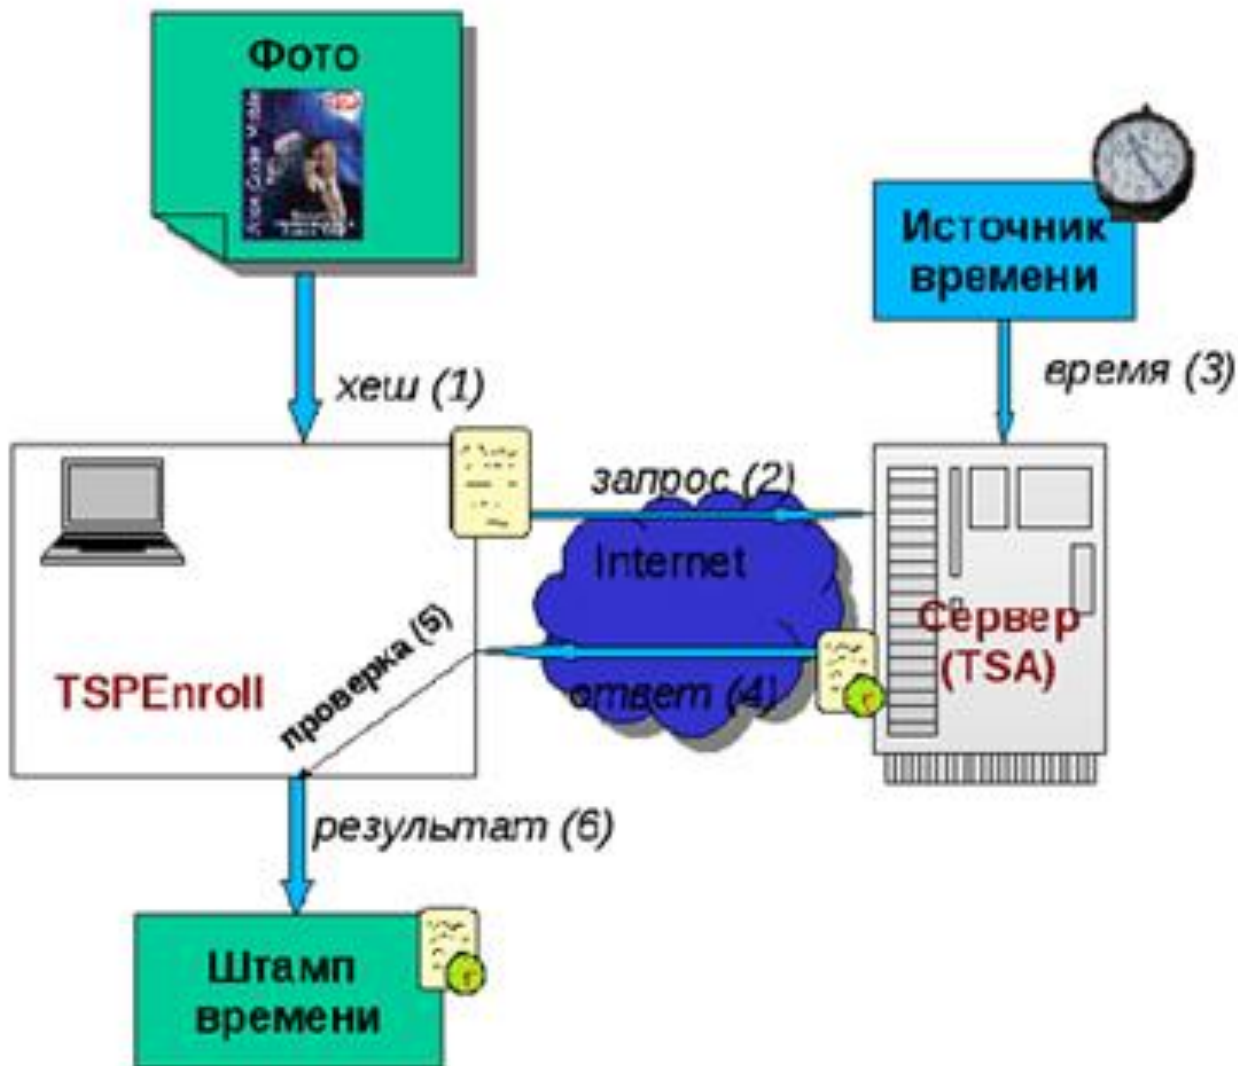 Фото
Источник
времени
хеш (1)
время (3)
запрос (2)
Internet
Сервер
(TSA)
проверка (5)
TSPEnroll
ответ (4)
результат (6)
Штамп
времени